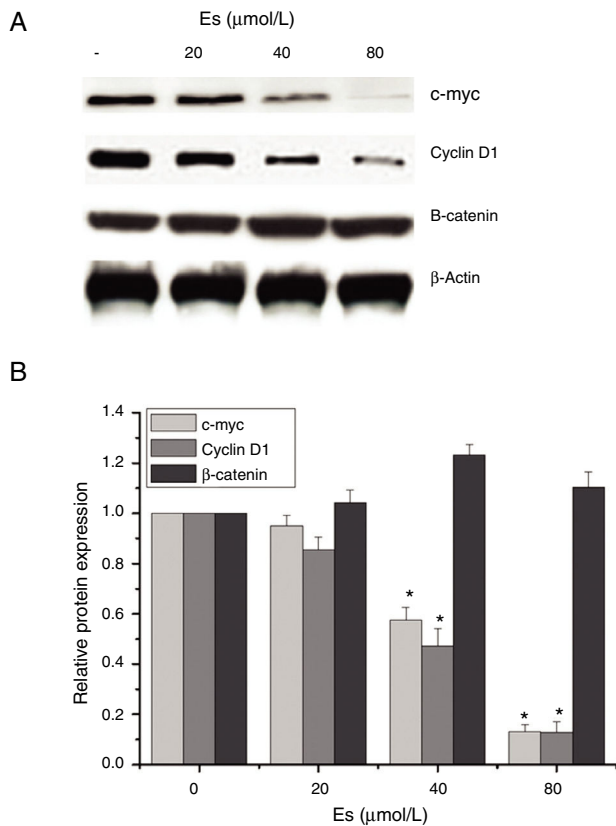 A
Es (μmol/L)
- 20 40 80
c-myc
Cyclin D1
B-catenin
β-Actin
B
1.4
1.2
1.0
0.8
0.6
0.4
0.2
0.0
Relative protein expression
c-myc
Cyclin D1
β-catenin
* *
* *
0 20 40 80
Es (μmol/L)